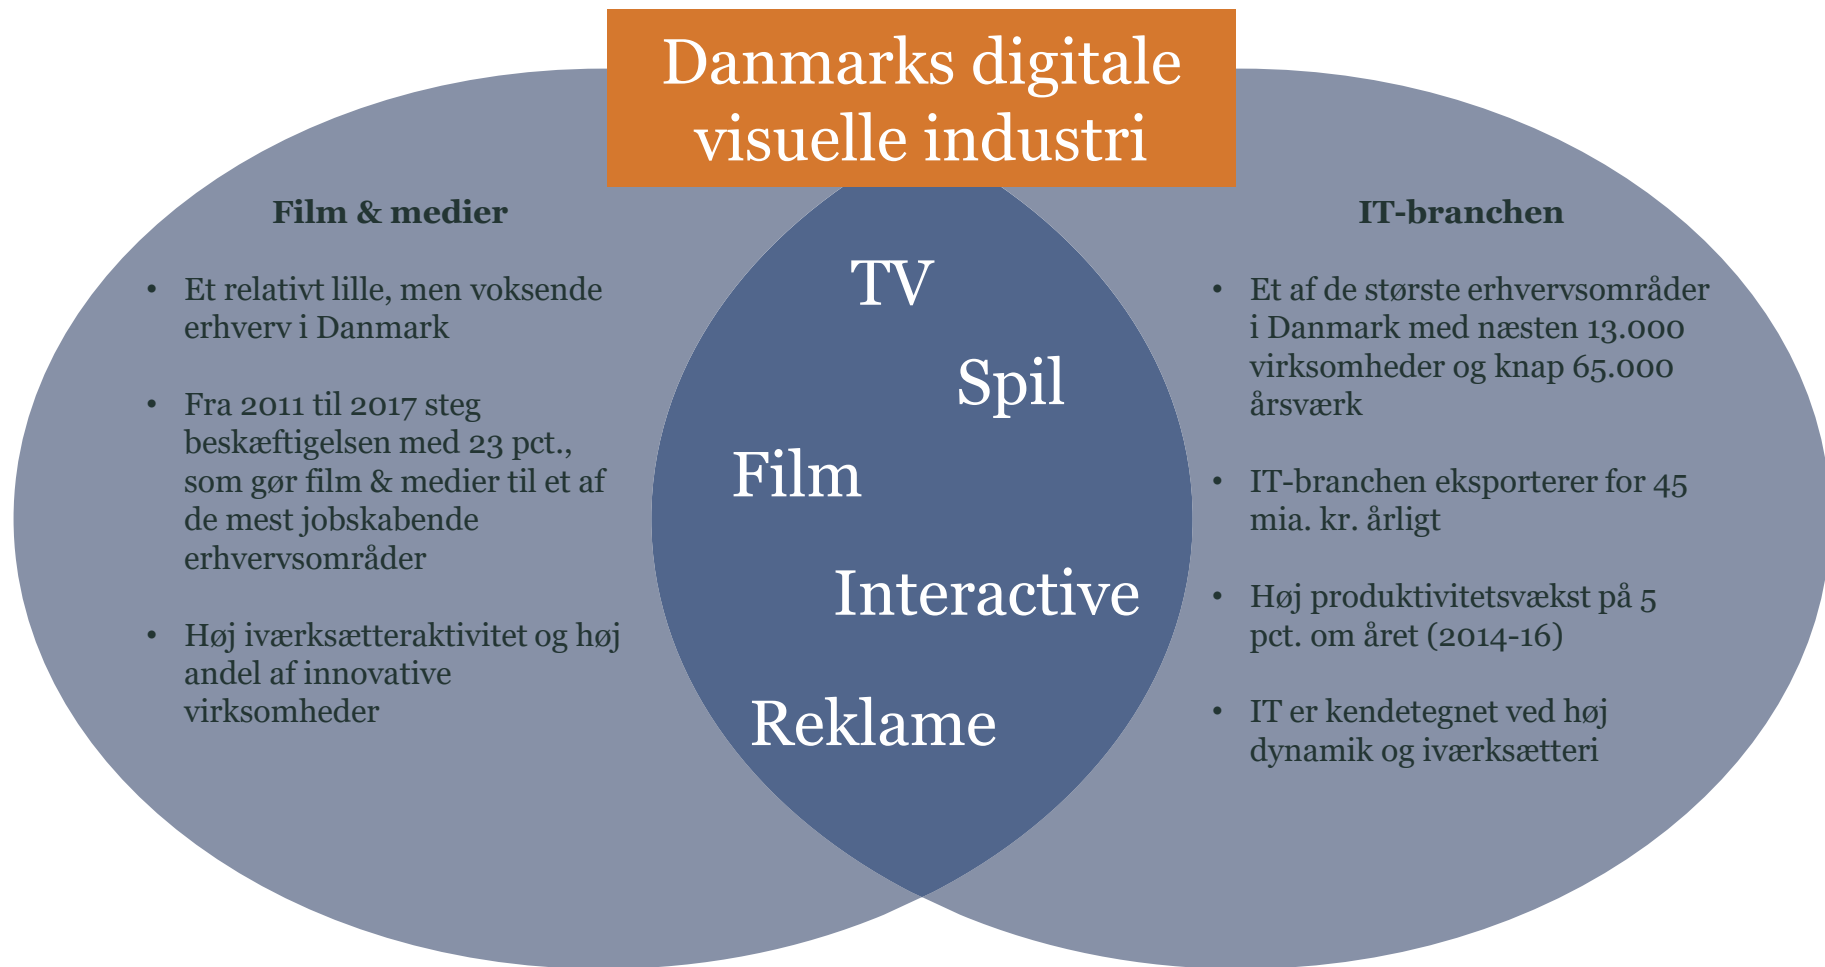 Danmarks digitale
visuelle industri
Film & medier
• Et relativt lille, men voksende
erhverv i Danmark
• Fra 2011 til 2017 steg
beskæftigelsen med 23 pct.,
som gør film & medier til et af
de mest jobskabende
erhvervsområder
• Høj iværksætteraktivitet og høj
andel af innovative
virksomheder
TV
Spil
Film
Interactive
Reklame
IT-branchen
• Et af de største erhvervsområder
i Danmark med næsten 13.000
virksomheder og knap 65.000
årsværk
• IT-branchen eksporterer for 45
mia. kr. årligt
• Høj produktivitetsvækst på 5
pct. om året (2014-16)
• IT er kendetegnet ved høj
dynamik og iværksætteri